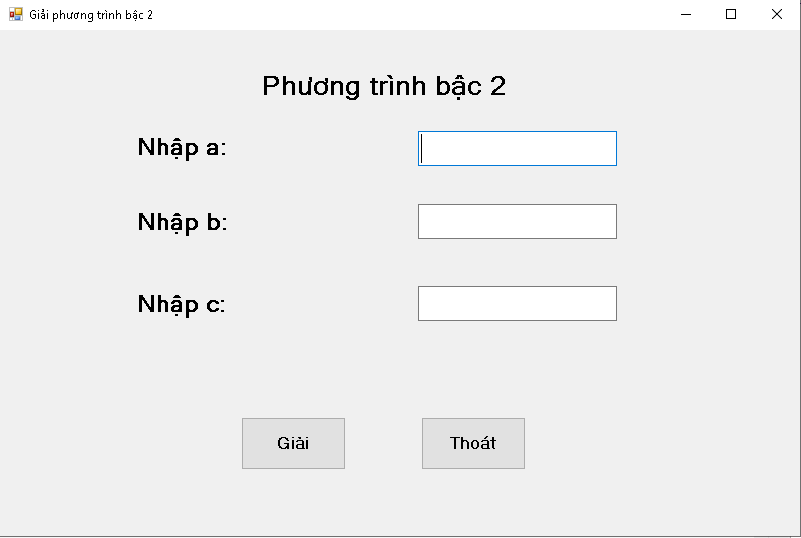 Giải phương trình bậc 2
Phương trình bậc 2
Nhập a:
Nhập b:
Nhập c:
Giải
Thoát